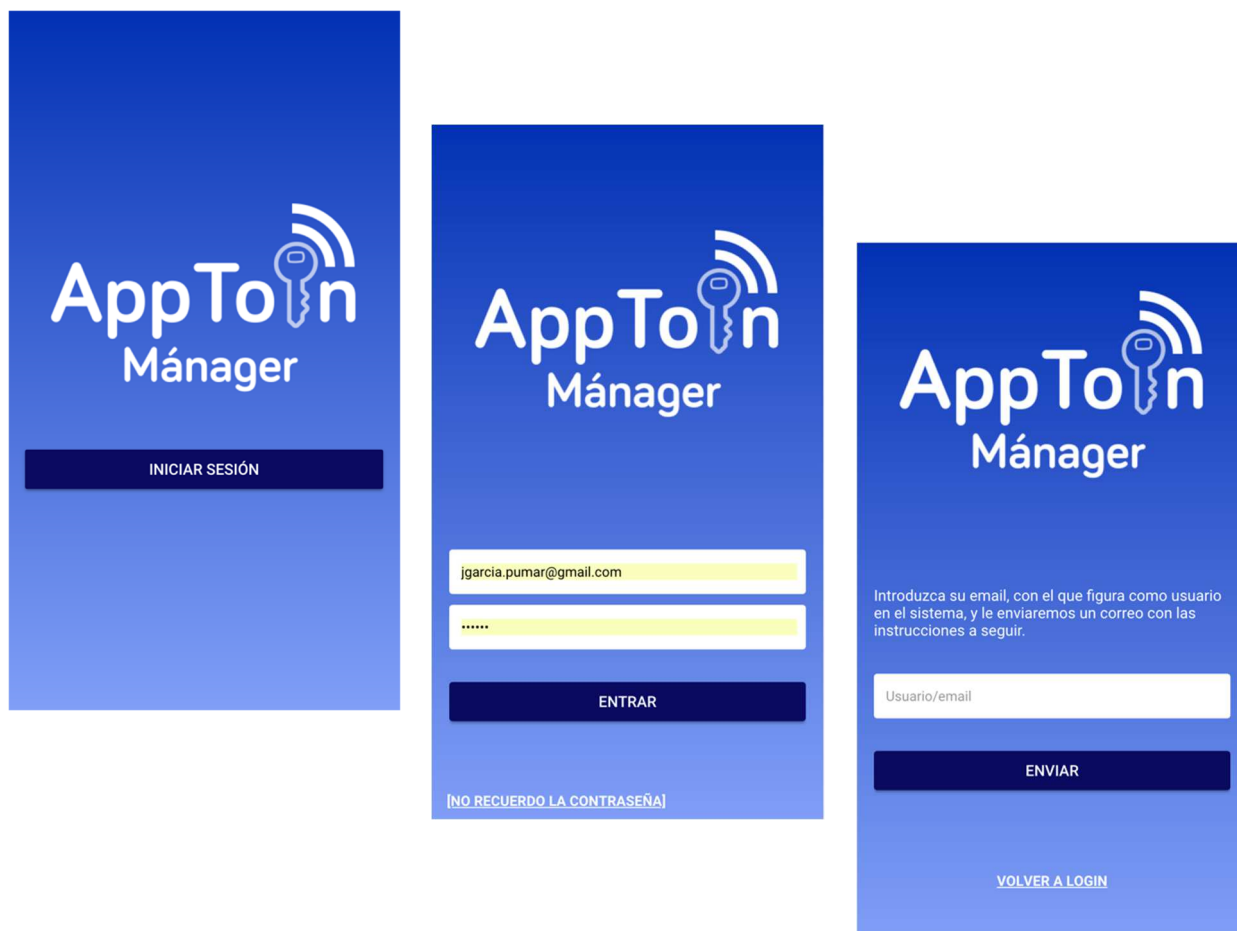 AppToIn
Mánager
INICIAR SESIÓN
AppToIn
Mánager
jgarcia.pumar@gmail.com
••••••
ENTRAR
[NO RECUERDO LA CONTRASEÑA]
AppToIn
Mánager
Introduzca su email, con el que figura como usuario
en el sistema, y le enviaremos un correo con las
instrucciones a seguir.
Usuario/email
ENVIAR
VOLVER A LOGIN